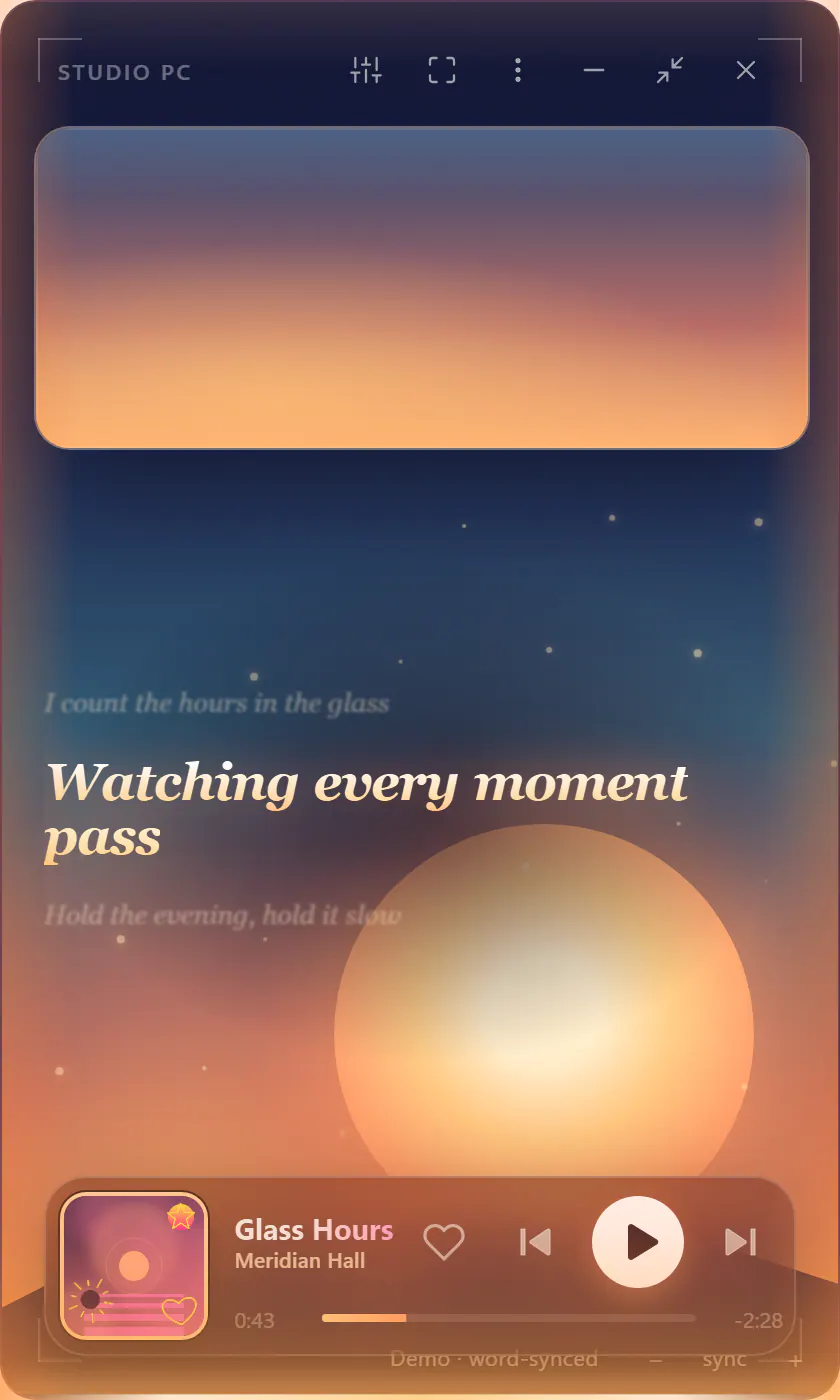 STUDIO PC
I count the hours in the glass
Watching every moment
pass
Hold the evening, hold it slow
Glass Hours
Meridian Hall
0:43
-2:28
Demo · word-synced − sync +